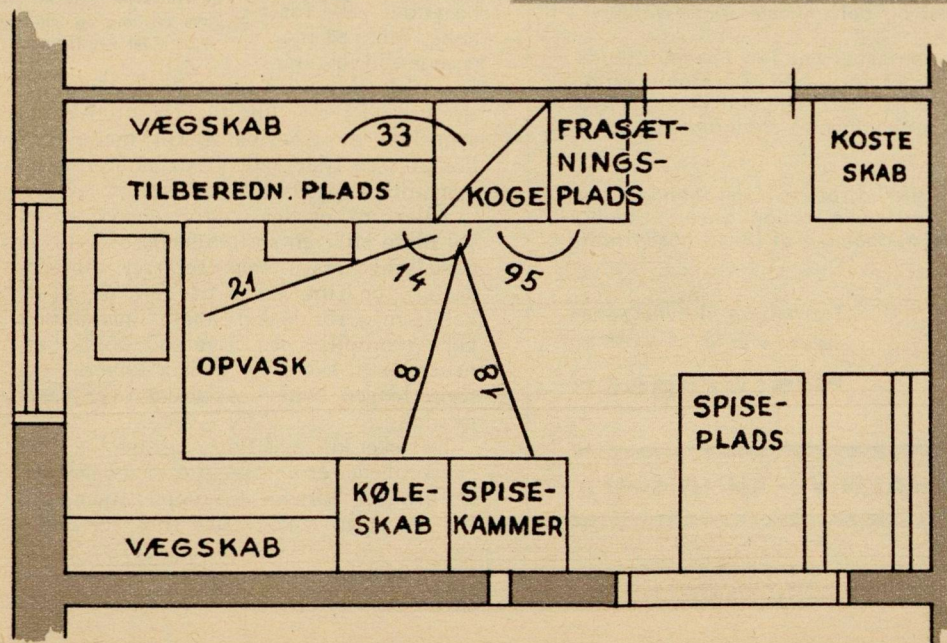 VÆGSKAB
33
FRASÆT-
NINGS-
PLADS
KOSTE
SKAB
TILBEREDN. PLADS
KOGE
21
14
95
OPVASK
8
18
SPISE-
PLADS
KØLE-
SKAB
SPISE-
KAMMER
VÆGSKAB